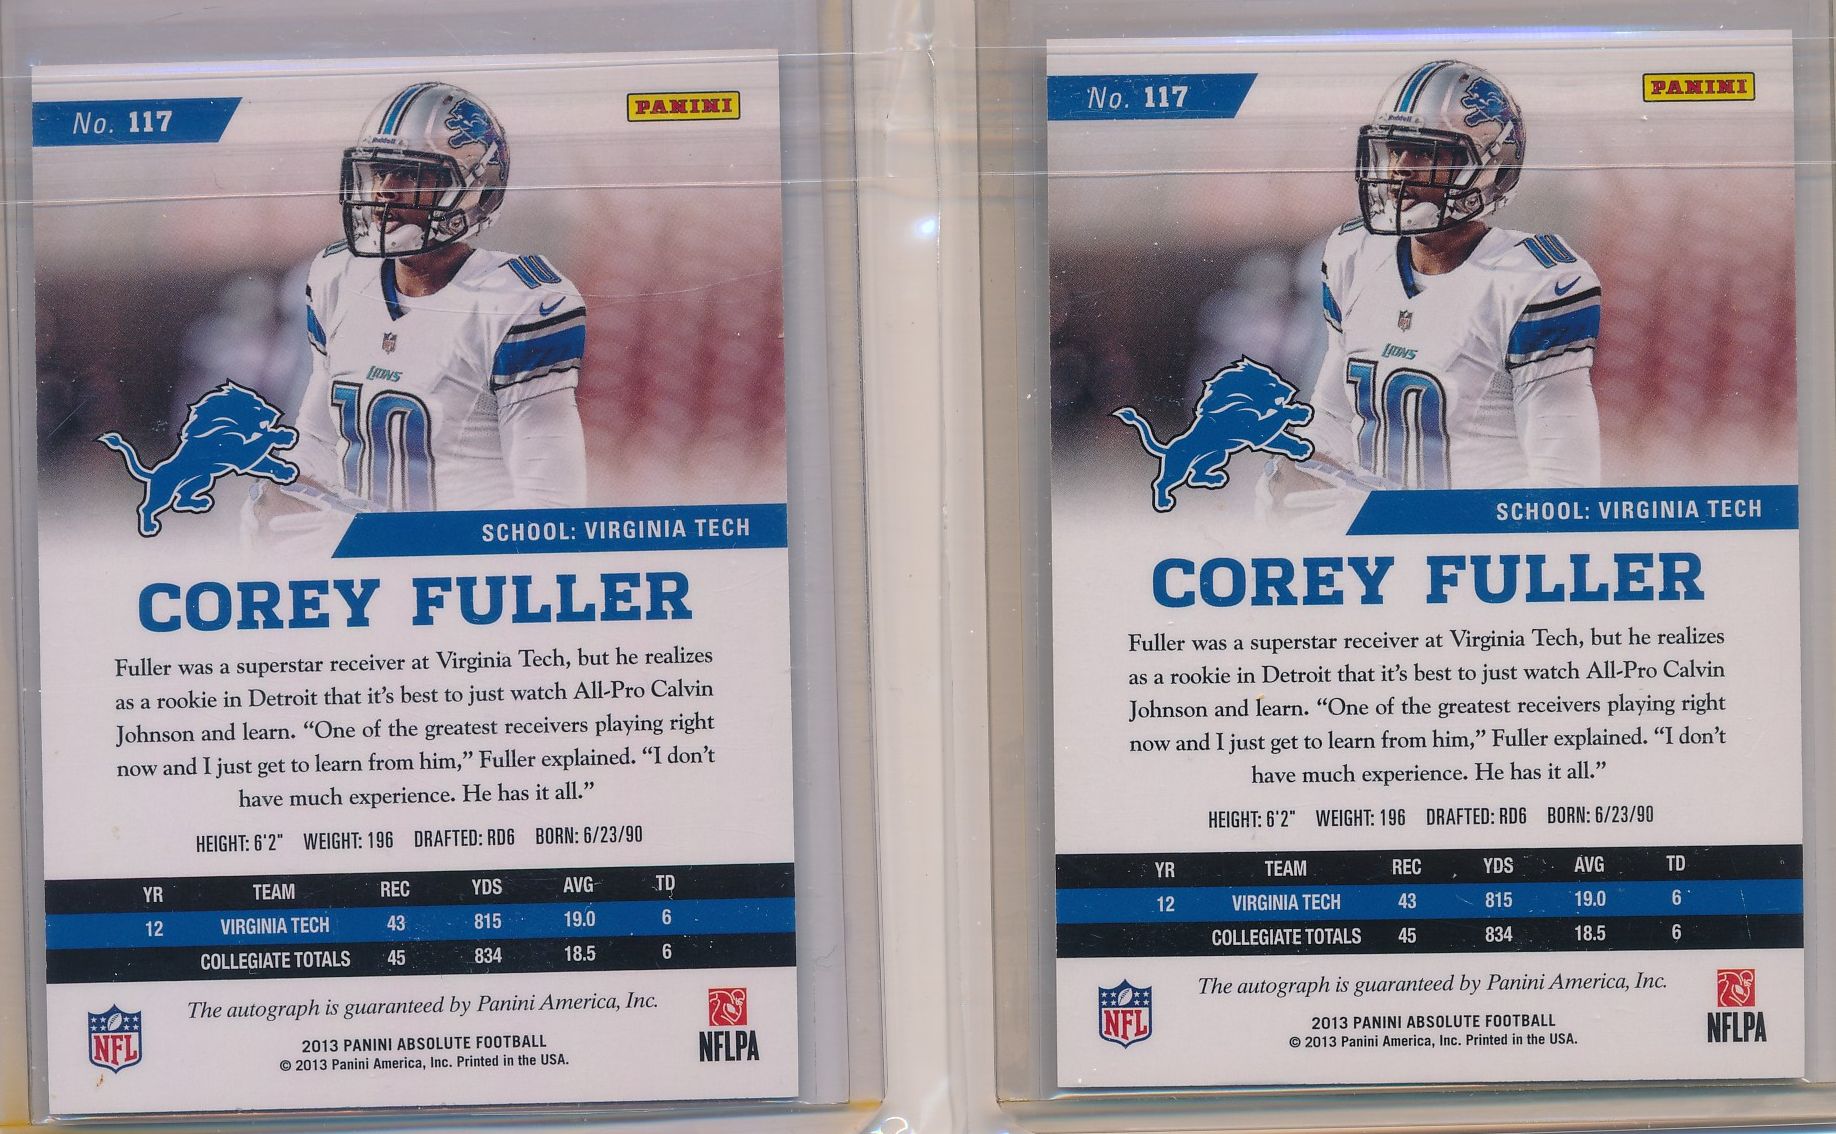 No. 117
PANINI
Riddell
10
LIONS
10
SCHOOL: VIRGINIA TECH
COREY FULLER
Fuller was a superstar receiver at Virginia Tech, but he realizes
as a rookie in Detroit that it's best to just watch All-Pro Calvin
Johnson and learn. “One of the greatest receivers playing right
now and I just get to learn from him,” Fuller explained. “I don't
have much experience. He has it all.”
HEIGHT: 6'2" WEIGHT: 196 DRAFTED: RD6 BORN: 6/23/90
YR TEAM REC YDS AVG TD
12 VIRGINIA TECH 43 815 19.0 6
COLLEGIATE TOTALS 45 834 18.5 6
The autograph is guaranteed by Panini America, Inc.
2013 PANINI ABSOLUTE FOOTBALL
© 2013 Panini America, Inc. Printed in the USA.
NFL
NFLPA
No. 117
PANINI
Riddell
10
LIONS
10
SCHOOL: VIRGINIA TECH
COREY FULLER
Fuller was a superstar receiver at Virginia Tech, but he realizes
as a rookie in Detroit that it's best to just watch All-Pro Calvin
Johnson and learn. “One of the greatest receivers playing right
now and I just get to learn from him,” Fuller explained. “I don't
have much experience. He has it all.”
HEIGHT: 6'2" WEIGHT: 196 DRAFTED: RD6 BORN: 6/23/90
YR TEAM REC YDS AVG TD
12 VIRGINIA TECH 43 815 19.0 6
COLLEGIATE TOTALS 45 834 18.5 6
The autograph is guaranteed by Panini America, Inc.
2013 PANINI ABSOLUTE FOOTBALL
© 2013 Panini America, Inc. Printed in the USA.
NFL
NFLPA